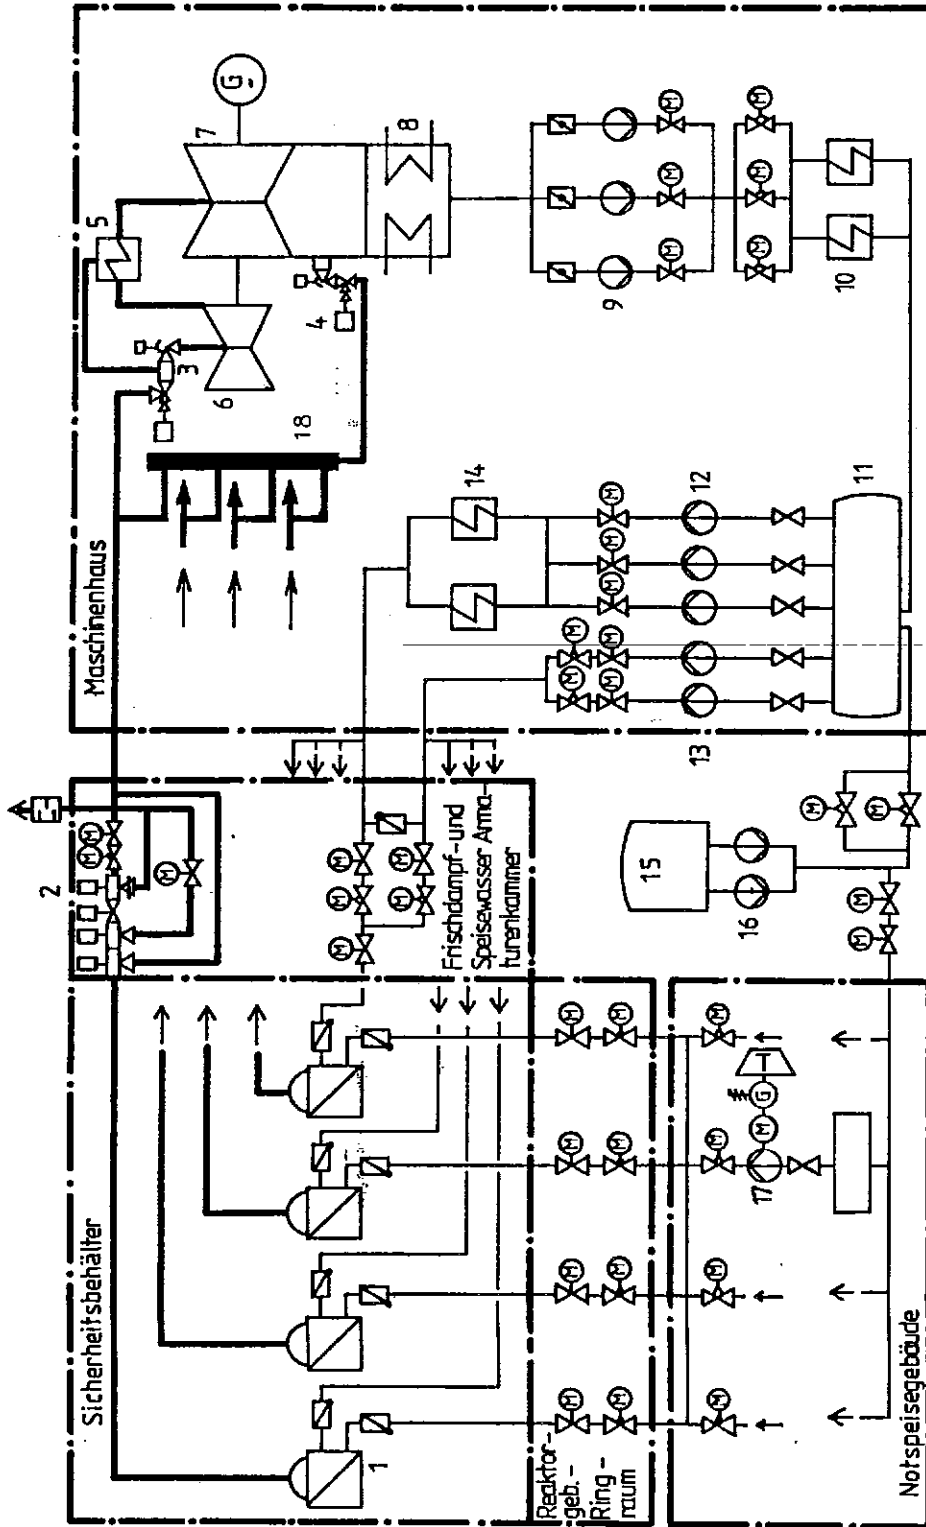 Sicherheitsbehälter
2
Maschinenhaus
5
7
G
M M
M
3
6
4
18
8
1
M M M
M M
Frischdampf-und
Speisewasser Arma-
turenkammer
14
Reaktor-
geb.-
Ring-
raum
M M M M
M M M M
M M
M M M M M
9
M M M
15
16
13
12
M M M M
G
M
17
M M M
10
11
M M
M M
Notspeisegebäude